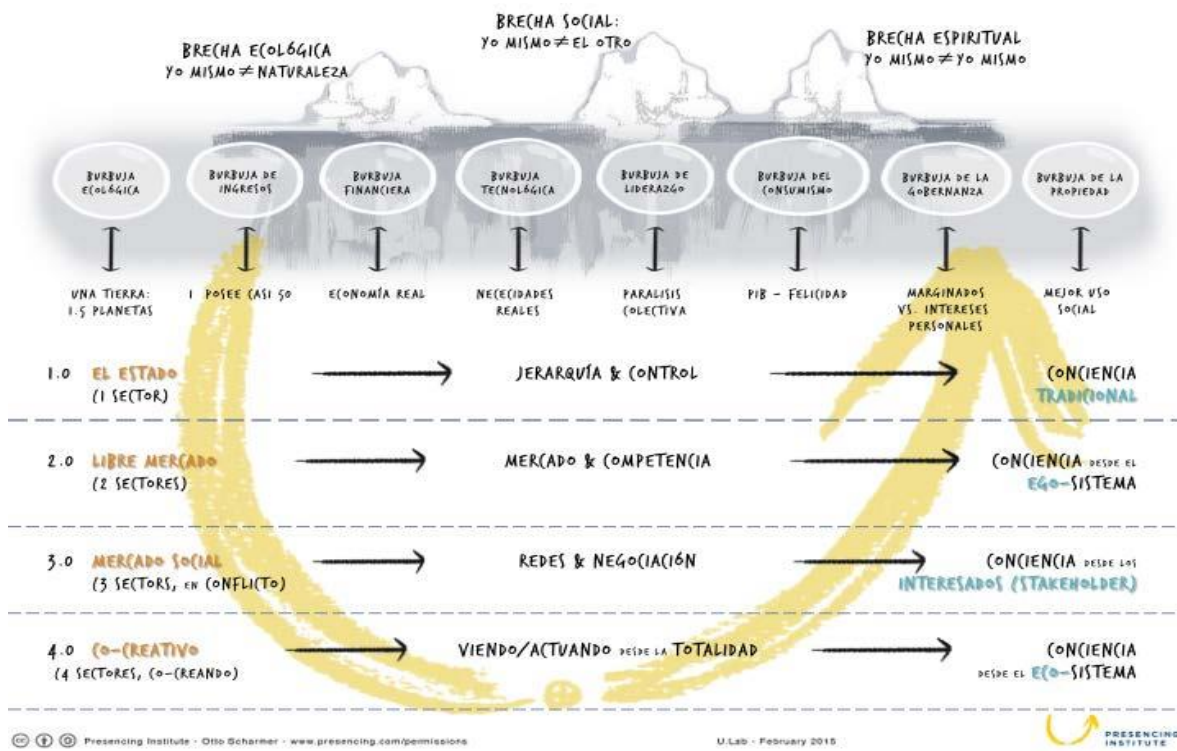 BRECHA ECOLÓGICA
YO MISMO ≠ NATURALEZA
BRECHA SOCIAL:
YO MISMO ≠ EL OTRO
BRECHA ESPIRITUAL
YO MISMO ≠ YO MISMO
BURBUJA
ECOLÓGICA
BURBUJA DE
INGRESOS
BURBUJA
FINANCIERA
BURBUJA
TECNOLÓGICA
BURBUJA
DE LIDERAZGO
BURBUJA
DEL CONSUMISMO
BURBUJA DE LA
GOBERNANZA
BURBUJA DE LA
PROPIEDAD
UNA TIERRA:
1.5 PLANETAS
1 POSEE CASI 50
ECONOMÍA REAL
NECECIDADES
REALES
PARALISIS
COLECTIVA
PIB – FELICIDAD
MARGINADOS
VS. INTERESES
PERSONALES
MEJOR USO
SOCIAL
1.0 EL ESTADO
(1 SECTOR)
JERARQUÍA & CONTROL
CONCIENCIA
TRADICIONAL
2.0 LIBRE MERCADO
(2 SECTORES)
MERCADO & COMPETENCIA
CONCIENCIA DESDE EL
EGO-SISTEMA
3.0 MERCADO SOCIAL
(3 SECTORS, EN CONFLICTO)
REDES & NEGOCIACIÓN
CONCIENCIA DESDE LOS
INTERESADOS (STAKEHOLDER)
4.0 CO-CREATIVO
(4 SECTORES, CO-CREANDO)
VIENDO/ACTUANDO DESDE LA TOTALIDAD
CONCIENCIA
DESDE EL ECO-SISTEMA
cc Presencing Institute - Otto Scharmer - www.presencing.com/permissions
U.Lab - February 2015
PRESENCING
INSTITUTE